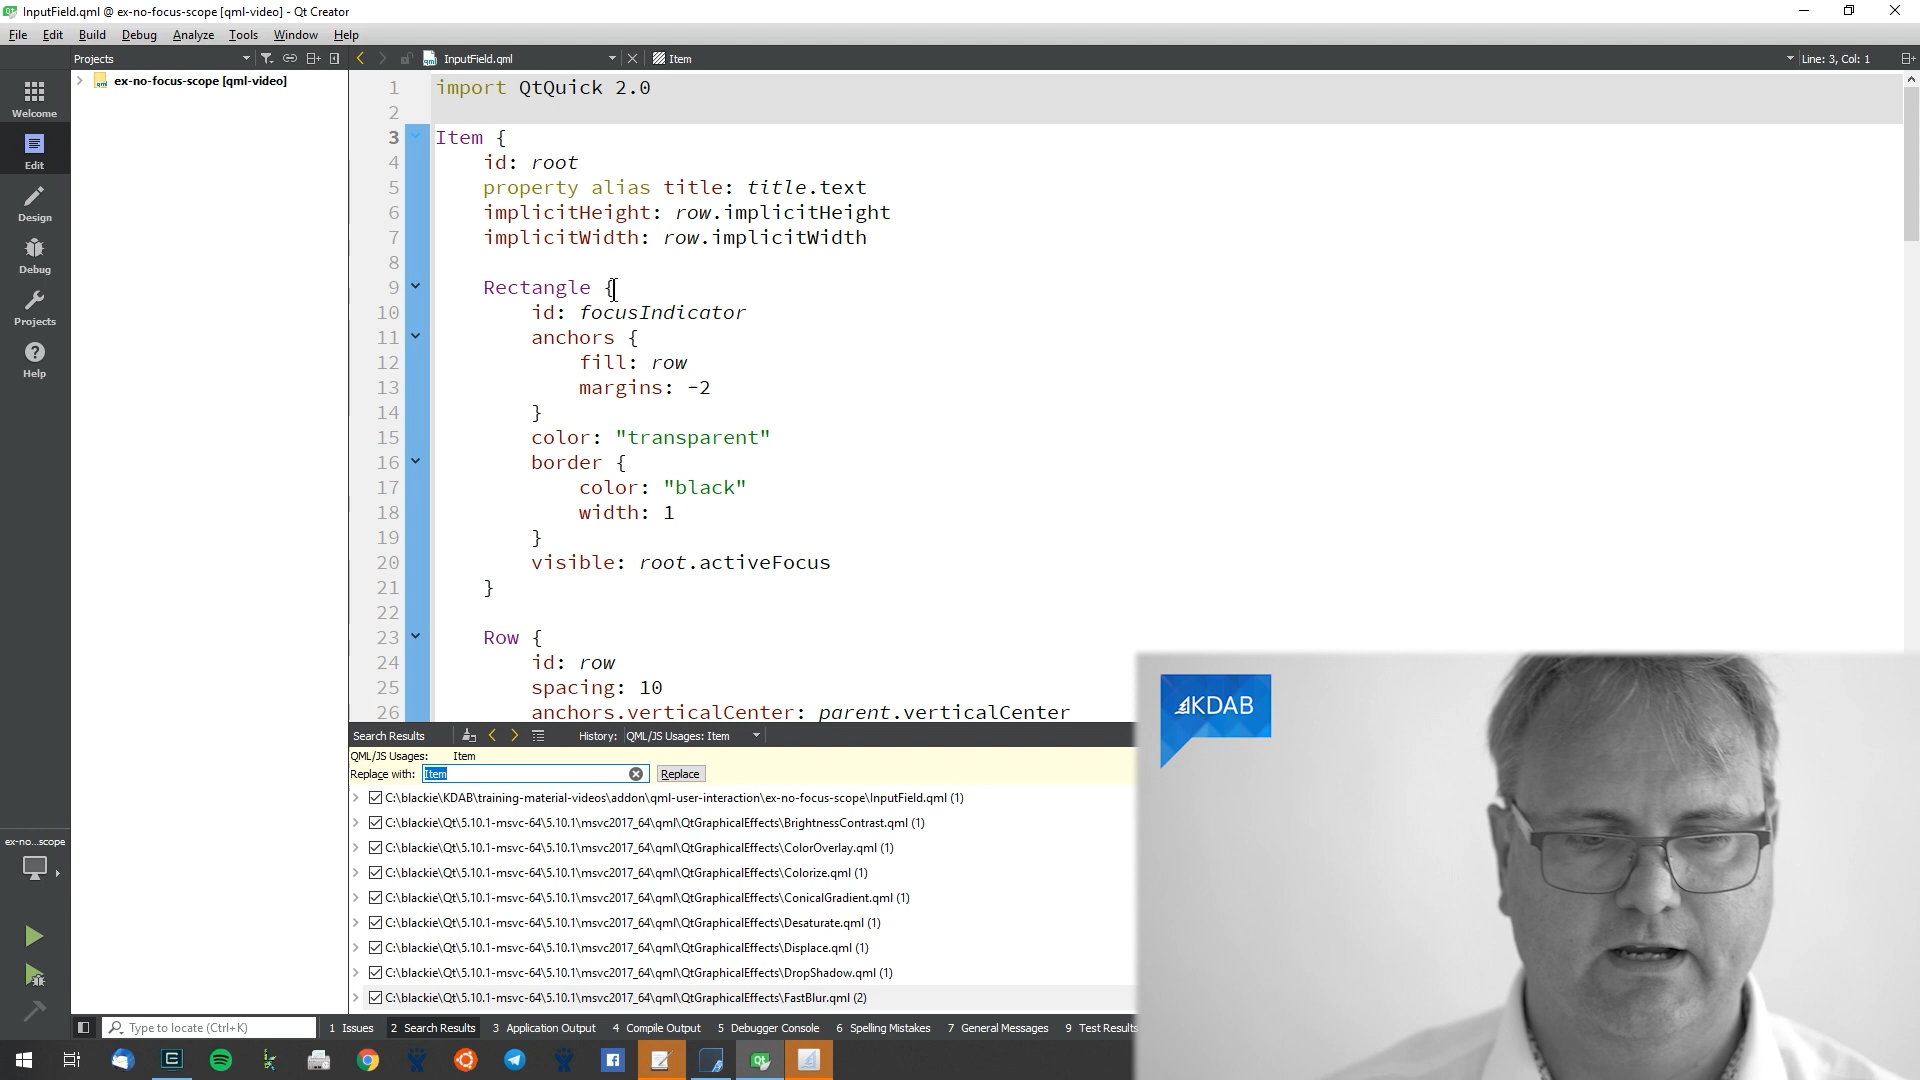 InputField.qml @ ex-no-focus-scope [qml-video] - Qt Creator
File Edit Build Debug Analyze Tools Window Help
Projects
InputField.qml
Item
Line: 3, Col: 1
ex-no-focus-scope [qml-video]
Welcome
Edit
Design
Debug
Projects
Help
ex-no...scope
1 import QtQuick 2.0
2
3 Item {
4 id: root
5 property alias title: title.text
6 implicitHeight: row.implicitHeight
7 implicitWidth: row.implicitWidth
8
9 Rectangle {
10 id: focusIndicator
11 anchors {
12 fill: row
13 margins: -2
14 }
15 color: "transparent"
16 border {
17 color: "black"
18 width: 1
19 }
20 visible: root.activeFocus
21 }
22
23 Row {
24 id: row
25 spacing: 10
26 anchors.verticalCenter: parent.verticalCenter
Search Results
History: QML/JS Usages: Item
QML/JS Usages: Item
Replace with: Item Replace
C:\blackie\KDAB\training-material-videos\addon\qml-user-interaction\ex-no-focus-scope\InputField.qml (1)
C:\blackie\Qt\5.10.1-msvc-64\5.10.1\msvc2017_64\qml\QtGraphicalEffects\BrightnessContrast.qml (1)
C:\blackie\Qt\5.10.1-msvc-64\5.10.1\msvc2017_64\qml\QtGraphicalEffects\ColorOverlay.qml (1)
C:\blackie\Qt\5.10.1-msvc-64\5.10.1\msvc2017_64\qml\QtGraphicalEffects\Colorize.qml (1)
C:\blackie\Qt\5.10.1-msvc-64\5.10.1\msvc2017_64\qml\QtGraphicalEffects\ConicalGradient.qml (1)
C:\blackie\Qt\5.10.1-msvc-64\5.10.1\msvc2017_64\qml\QtGraphicalEffects\Desaturate.qml (1)
C:\blackie\Qt\5.10.1-msvc-64\5.10.1\msvc2017_64\qml\QtGraphicalEffects\Displace.qml (1)
C:\blackie\Qt\5.10.1-msvc-64\5.10.1\msvc2017_64\qml\QtGraphicalEffects\DropShadow.qml (1)
C:\blackie\Qt\5.10.1-msvc-64\5.10.1\msvc2017_64\qml\QtGraphicalEffects\FastBlur.qml (2)
Type to locate (Ctrl+K)
1 Issues 2 Search Results 3 Application Output 4 Compile Output 5 Debugger Console 6 Spelling Mistakes 7 General Messages 9 Test Results
KDAB